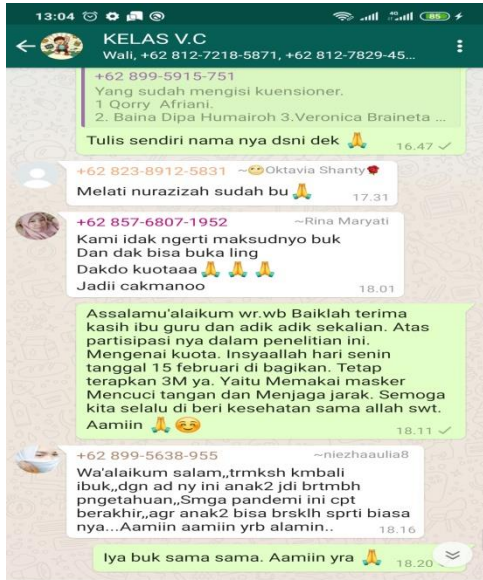 13:04
85
KELAS V.C
Wali, +62 812-7218-5871, +62 812-7829-45...
+62 899-5915-751
Yang sudah mengisi kuensioner.
1 Qorry Afriani.
2. Baina Dipa Humairoh 3.Veronica Braineta ...
Tulis sendiri nama nya dsni dek 🙏
16.47
+62 823-8912-5831 ~😬Oktavia Shanty🌹
Melati nurazizah sudah bu🙏
17.31
+62 857-6807-1952 ~Rina Maryati
Kami idak ngerti maksudnyo buk
Dan dak bisa buka ling
Dakdo kuotaaa🙏🙏🙏
Jadii cakmanoo
18.01
Assalamu'alaikum wr.wb Baiklah terima
kasih ibu guru dan adik adik sekalian. Atas
partisipasi nya dalam penelitian ini.
Mengenai kuota. Insyaallah hari senin
tanggal 15 februari di bagikan. Tetap
terapkan 3M ya. Yaitu Memakai masker
Mencuci tangan dan Menjaga jarak. Semoga
kita selalu di beri kesehatan sama allah swt.
Aamiin 🙏☺️
18.11
+62 899-5638-955 ~niezhaaulia8
Wa'alaikum salam,,trmksh kmbali
ibuk,,dgn ad ny ini anak2 jdi brtmbh
pngetahuan,,Smga pandemi ini cpt
berakhir,,agr anak2 bisa brsklh sprti biasa
nya...Aamiin aamiin yrb alamin..
18.16
Iya buk sama sama. Aamiin yra 🙏
18.20